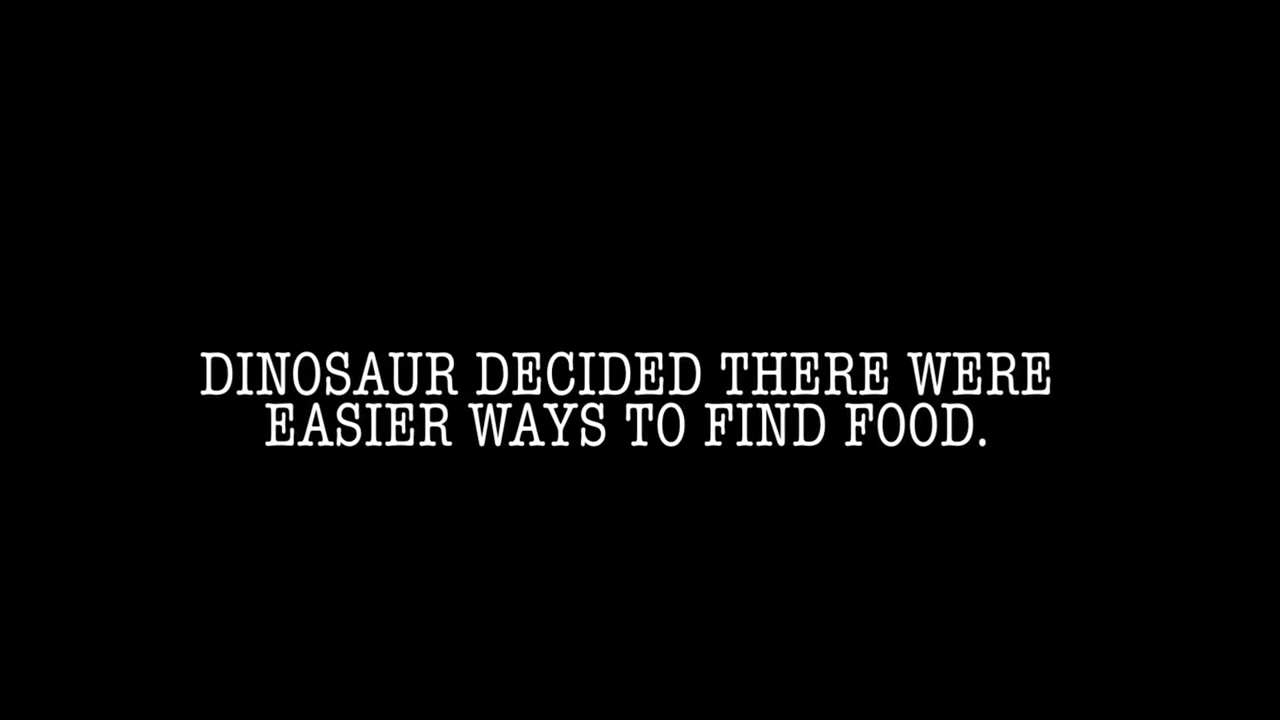 DINOSAUR DECIDED THERE WERE
EASIER WAYS TO FIND FOOD.